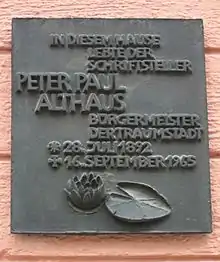 IN DIESEM HAUSE
LEBTE DER
SCHRIFTSTELLER
PETER PAUL
ALTHAUS
BÜRGERMEISTER
DER TRAUMSTADT
* 28. JULI 1892
✝ 16. SEPTEMBER 1965